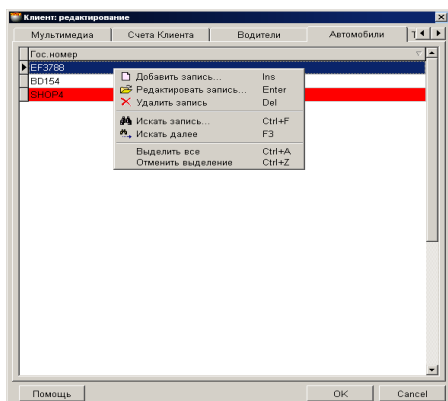 Клиент: редактирование
Мультимедиа Счета Клиента Водители Автомобили
Гос.номер
EF3788
BD154
SHOP4
Добавить запись... Ins
Редактировать запись... Enter
Удалить запись Del
Искать запись... Ctrl+F
Искать далее F3
Выделить все Ctrl+A
Отменить выделение Ctrl+Z
Помощь OK Cancel